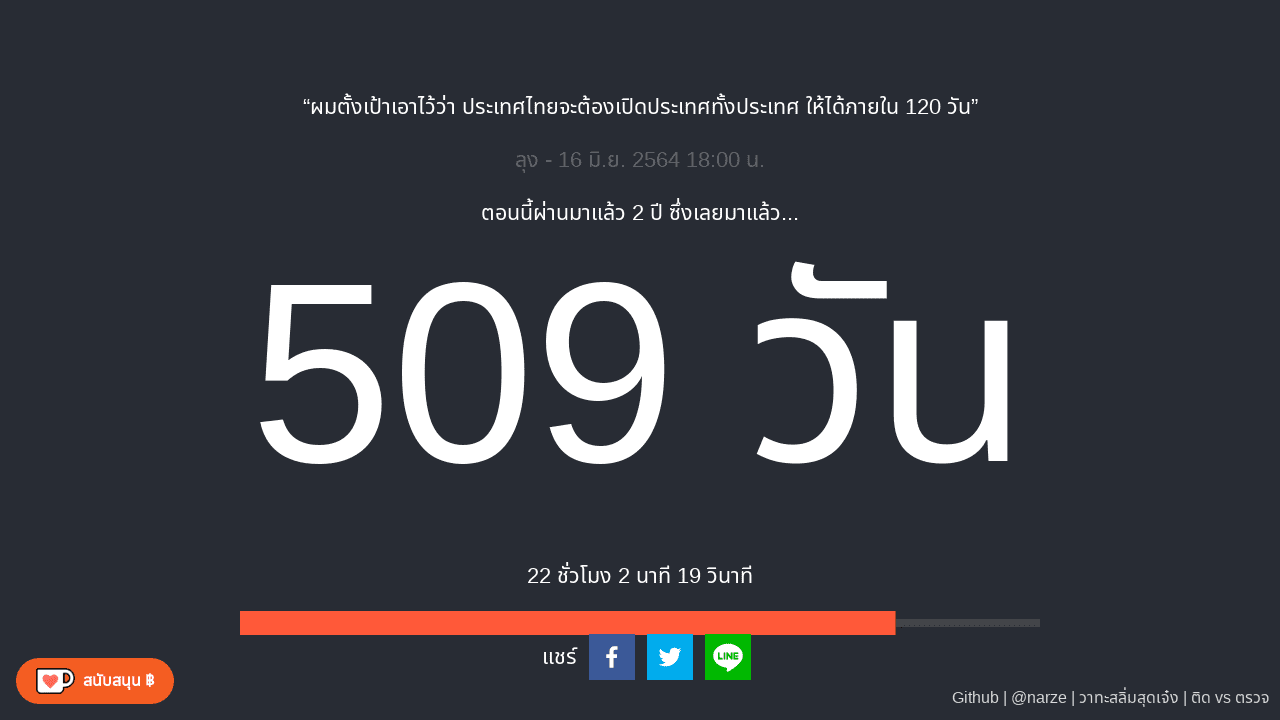 “ผมตั้งเป้าเอาไว้ว่า ประเทศไทยจะต้องเปิดประเทศทั้งประเทศ ให้ได้ภายใน 120 วัน”
ลุง - 16 มิ.ย. 2564 18:00 น.
ตอนนี้ผ่านมาแล้ว 2 ปี ซึ่งเลยมาแล้ว...
509 วัน
22 ชั่วโมง 2 นาที 19 วินาที
แชร์
LINE
สนับสนุน ฿
Github | @narze | วาทะสลิ่มสุดเจ๋ง | ติด vs ตรวจ